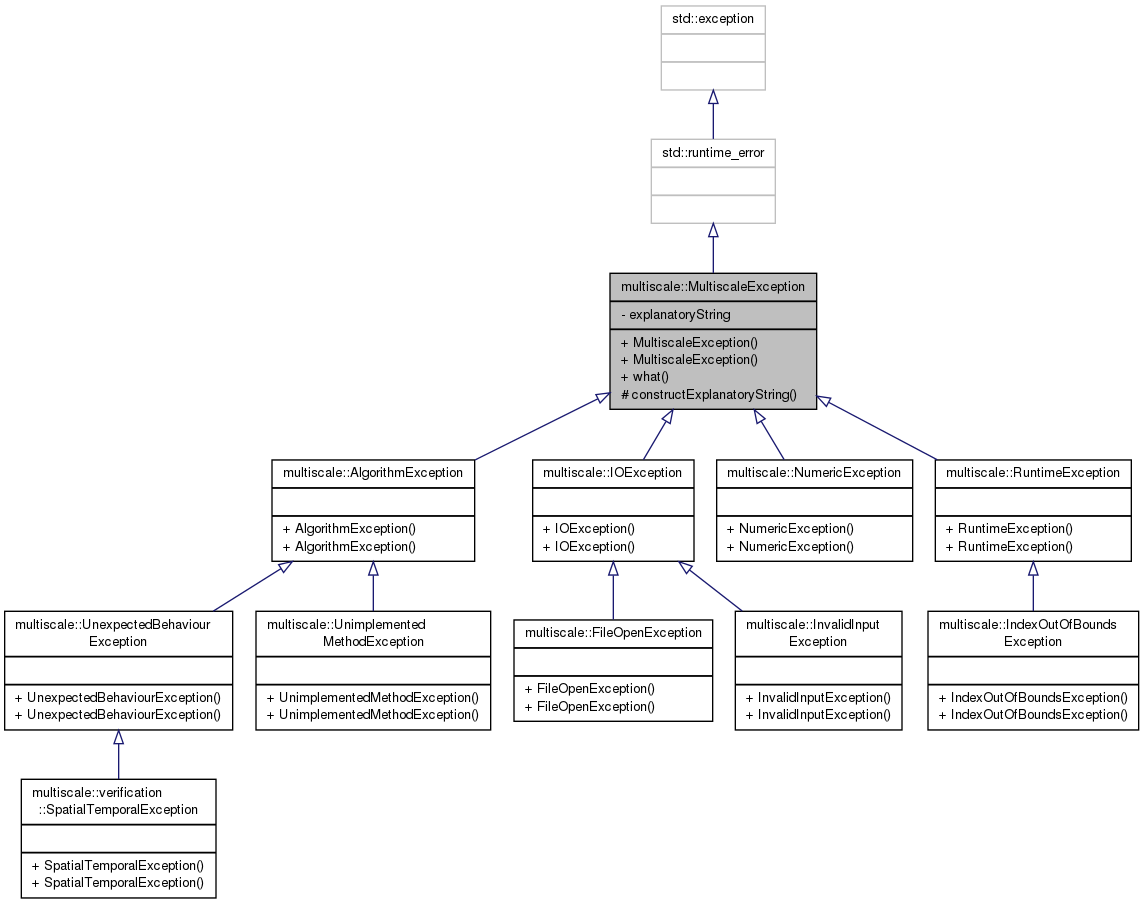 std::exception
std::runtime_error
multiscale::MultiscaleException
- explanatoryString
+ MultiscaleException()
+ MultiscaleException()
+ what()
# constructExplanatoryString()
multiscale::AlgorithmException
+ AlgorithmException()
+ AlgorithmException()
multiscale::IOException
+ IOException()
+ IOException()
multiscale::NumericException
+ NumericException()
+ NumericException()
multiscale::RuntimeException
+ RuntimeException()
+ RuntimeException()
multiscale::UnexpectedBehaviour
Exception
+ UnexpectedBehaviourException()
+ UnexpectedBehaviourException()
multiscale::Unimplemented
MethodException
+ UnimplementedMethodException()
+ UnimplementedMethodException()
multiscale::FileOpenException
+ FileOpenException()
+ FileOpenException()
multiscale::InvalidInput
Exception
+ InvalidInputException()
+ InvalidInputException()
multiscale::IndexOutOfBounds
Exception
+ IndexOutOfBoundsException()
+ IndexOutOfBoundsException()
multiscale::verification
::SpatialTemporalException
+ SpatialTemporalException()
+ SpatialTemporalException()